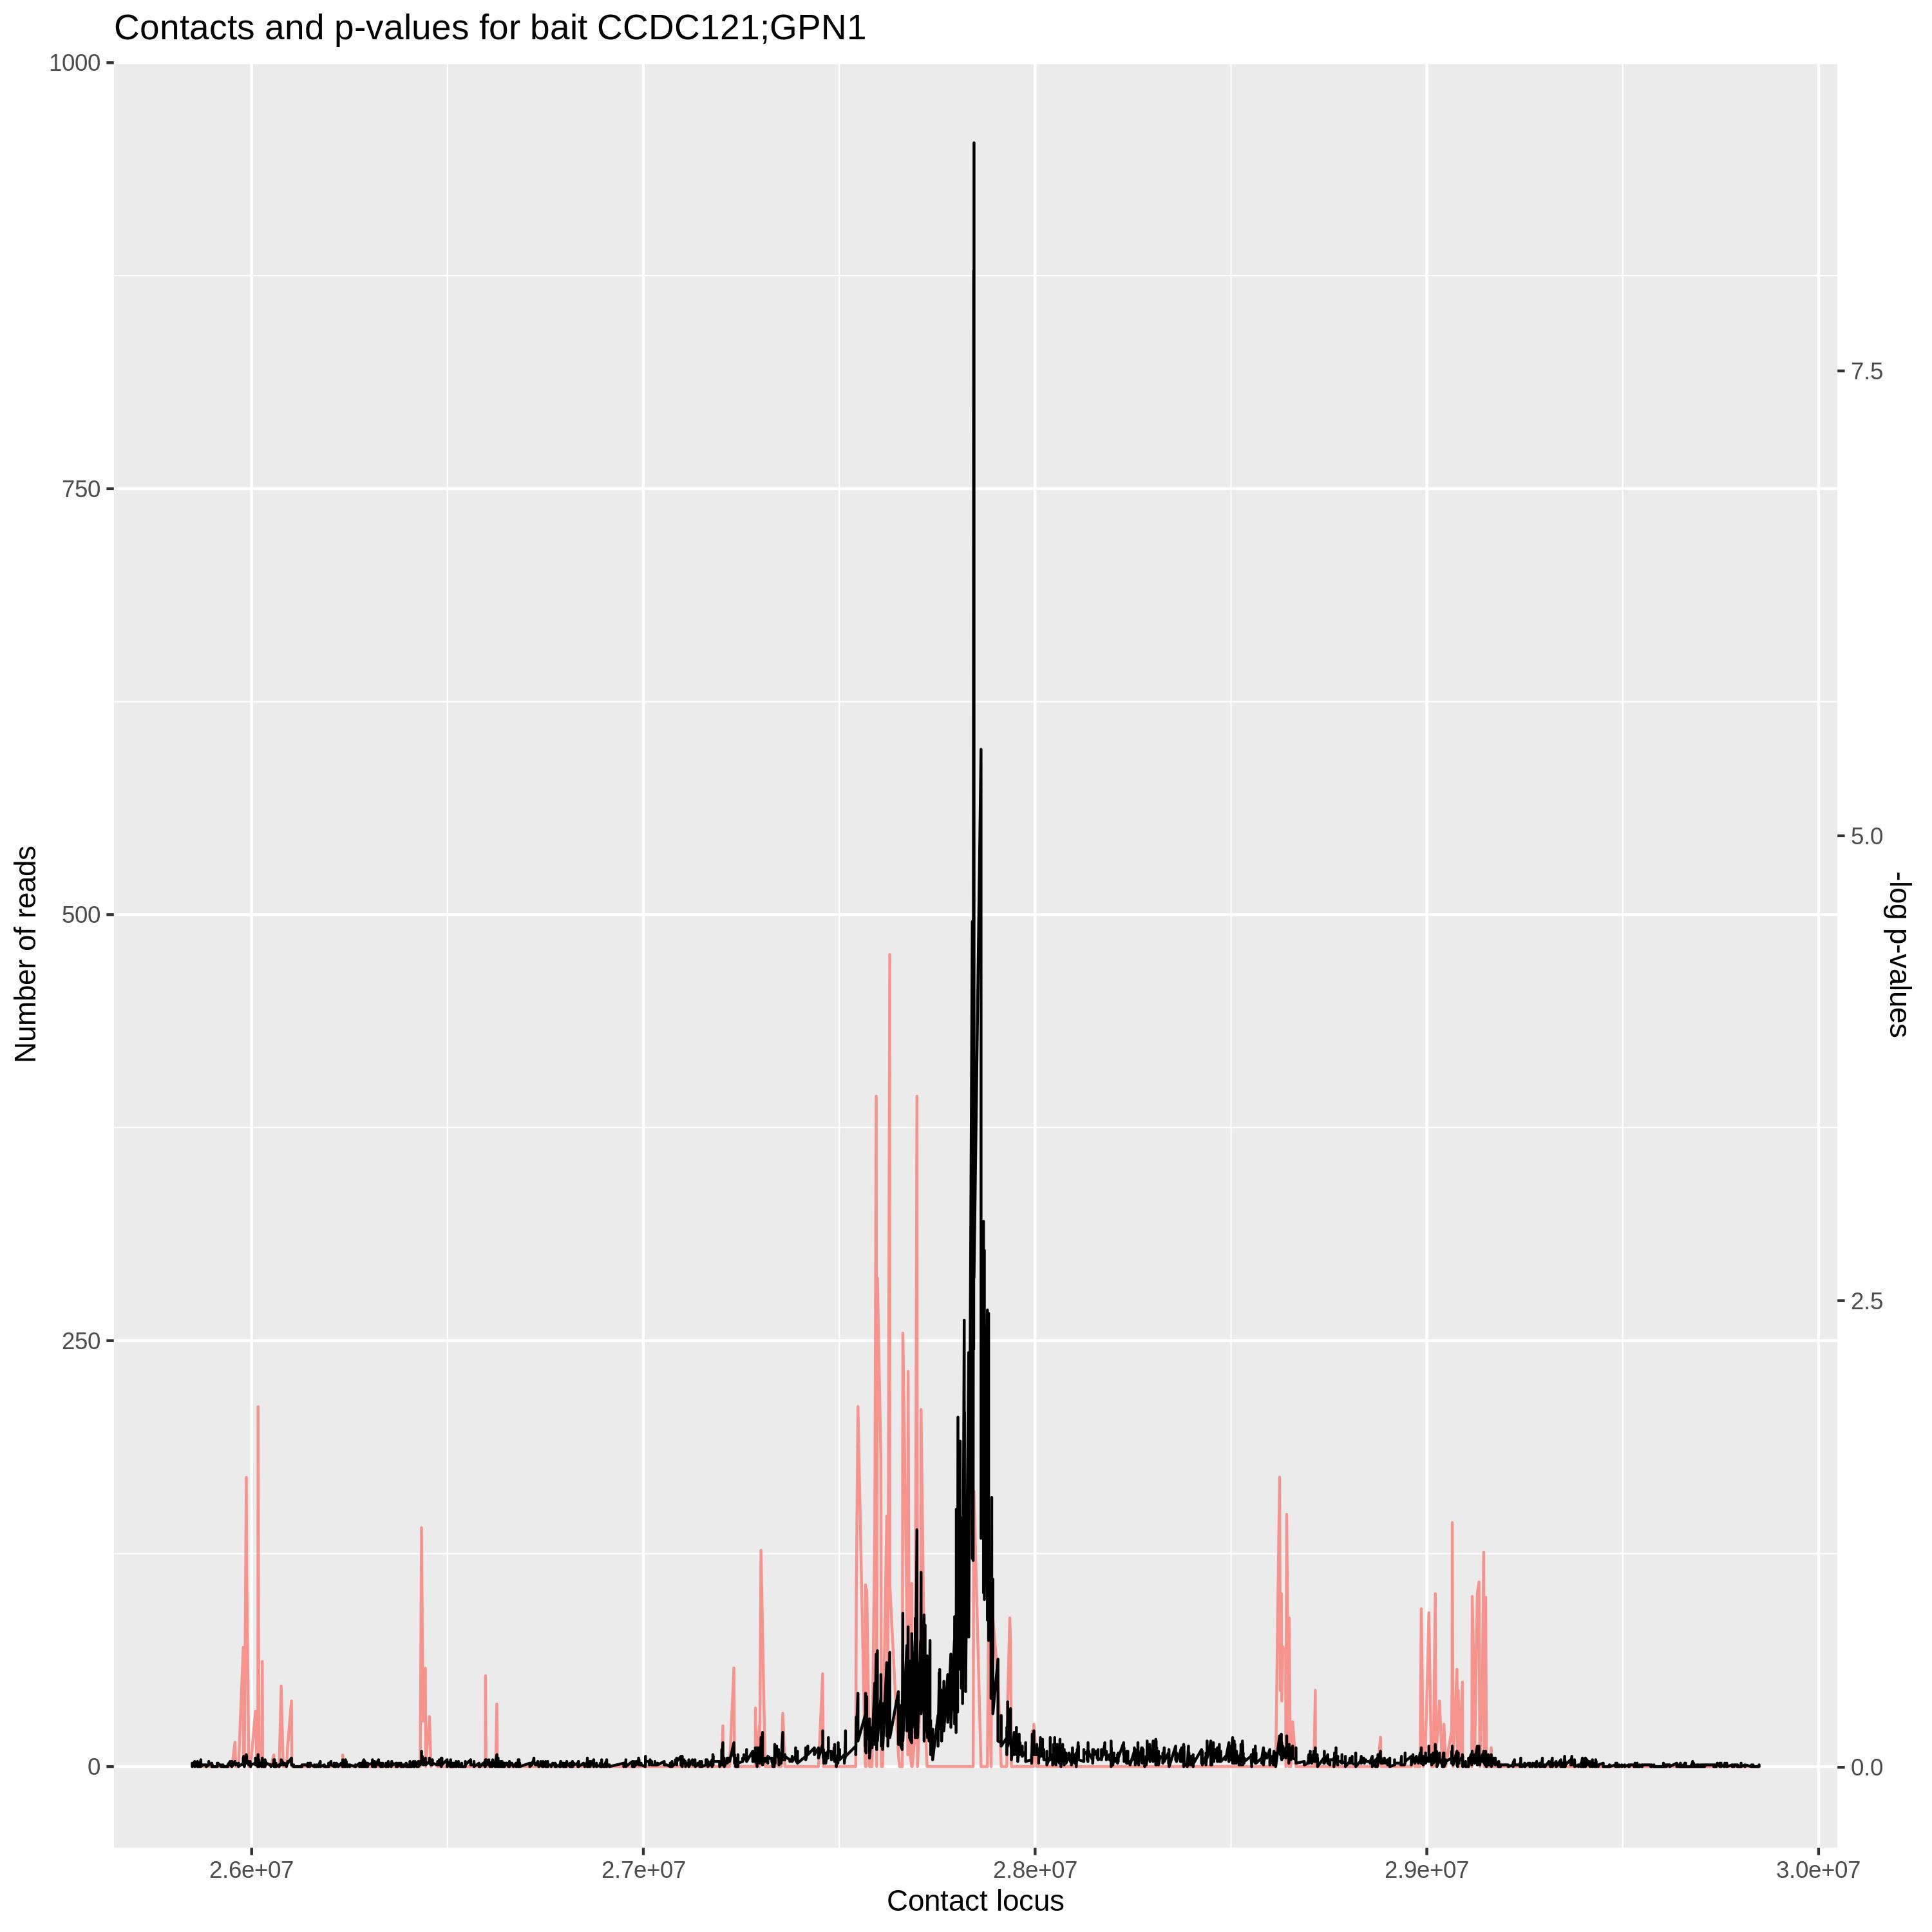 Contacts and p-values for bait CCDC121;GPN1
1000
750
500
250
0
Number of reads
7.5
5.0
2.5
0.0
-log p-values
2.6e+07
2.7e+07
2.8e+07
2.9e+07
3.0e+07
Contact locus